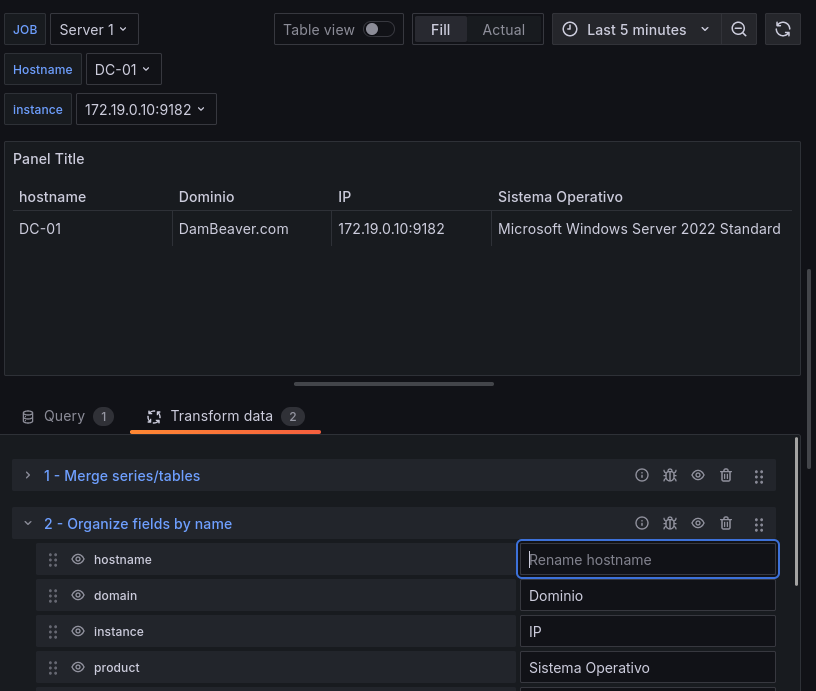 JOB Server 1 Table view Fill Actual Last 5 minutes
Hostname DC-01
instance 172.19.0.10:9182
Panel Title
hostname Dominio IP Sistema Operativo
DC-01 DamBeaver.com 172.19.0.10:9182 Microsoft Windows Server 2022 Standard
Query 1 Transform data 2
1 - Merge series/tables
2 - Organize fields by name
hostname Rename hostname
domain Dominio
instance IP
product Sistema Operativo